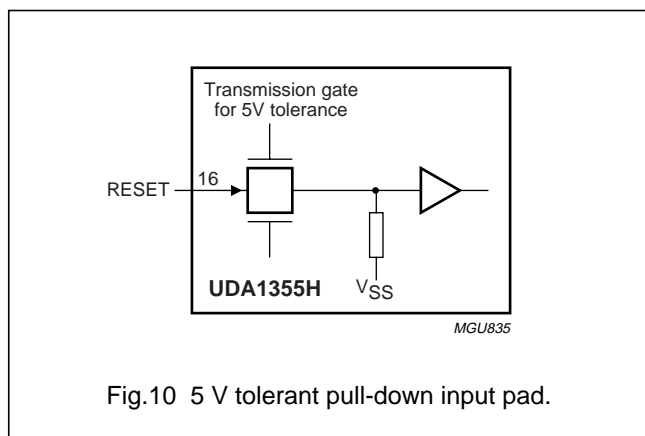 Transmission gate
for 5V tolerance
RESET
16
UDA1355H
VSS
MGU835
Fig.10 5 V tolerant pull-down input pad.